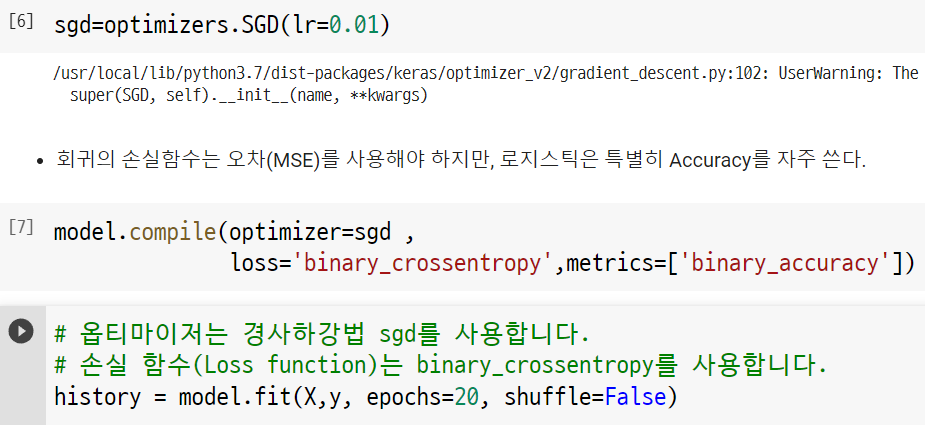 [6] sgd=optimizers.SGD(lr=0.01)
/usr/local/lib/python3.7/dist-packages/keras/optimizer_v2/gradient_descent.py:102: UserWarning: The
super(SGD, self).__init__(name, **kwargs)
• 회귀의 손실함수는 오차(MSE)를 사용해야 하지만, 로지스틱은 특별히 Accuracy를 자주 쓴다.
[7] model.compile(optimizer=sgd ,
loss='binary_crossentropy',metrics=['binary_accuracy'])
# 옵티마이저는 경사하강법 sgd를 사용합니다.
# 손실 함수(Loss function)는 binary_crossentropy를 사용합니다.
history = model.fit(X,y, epochs=20, shuffle=False)